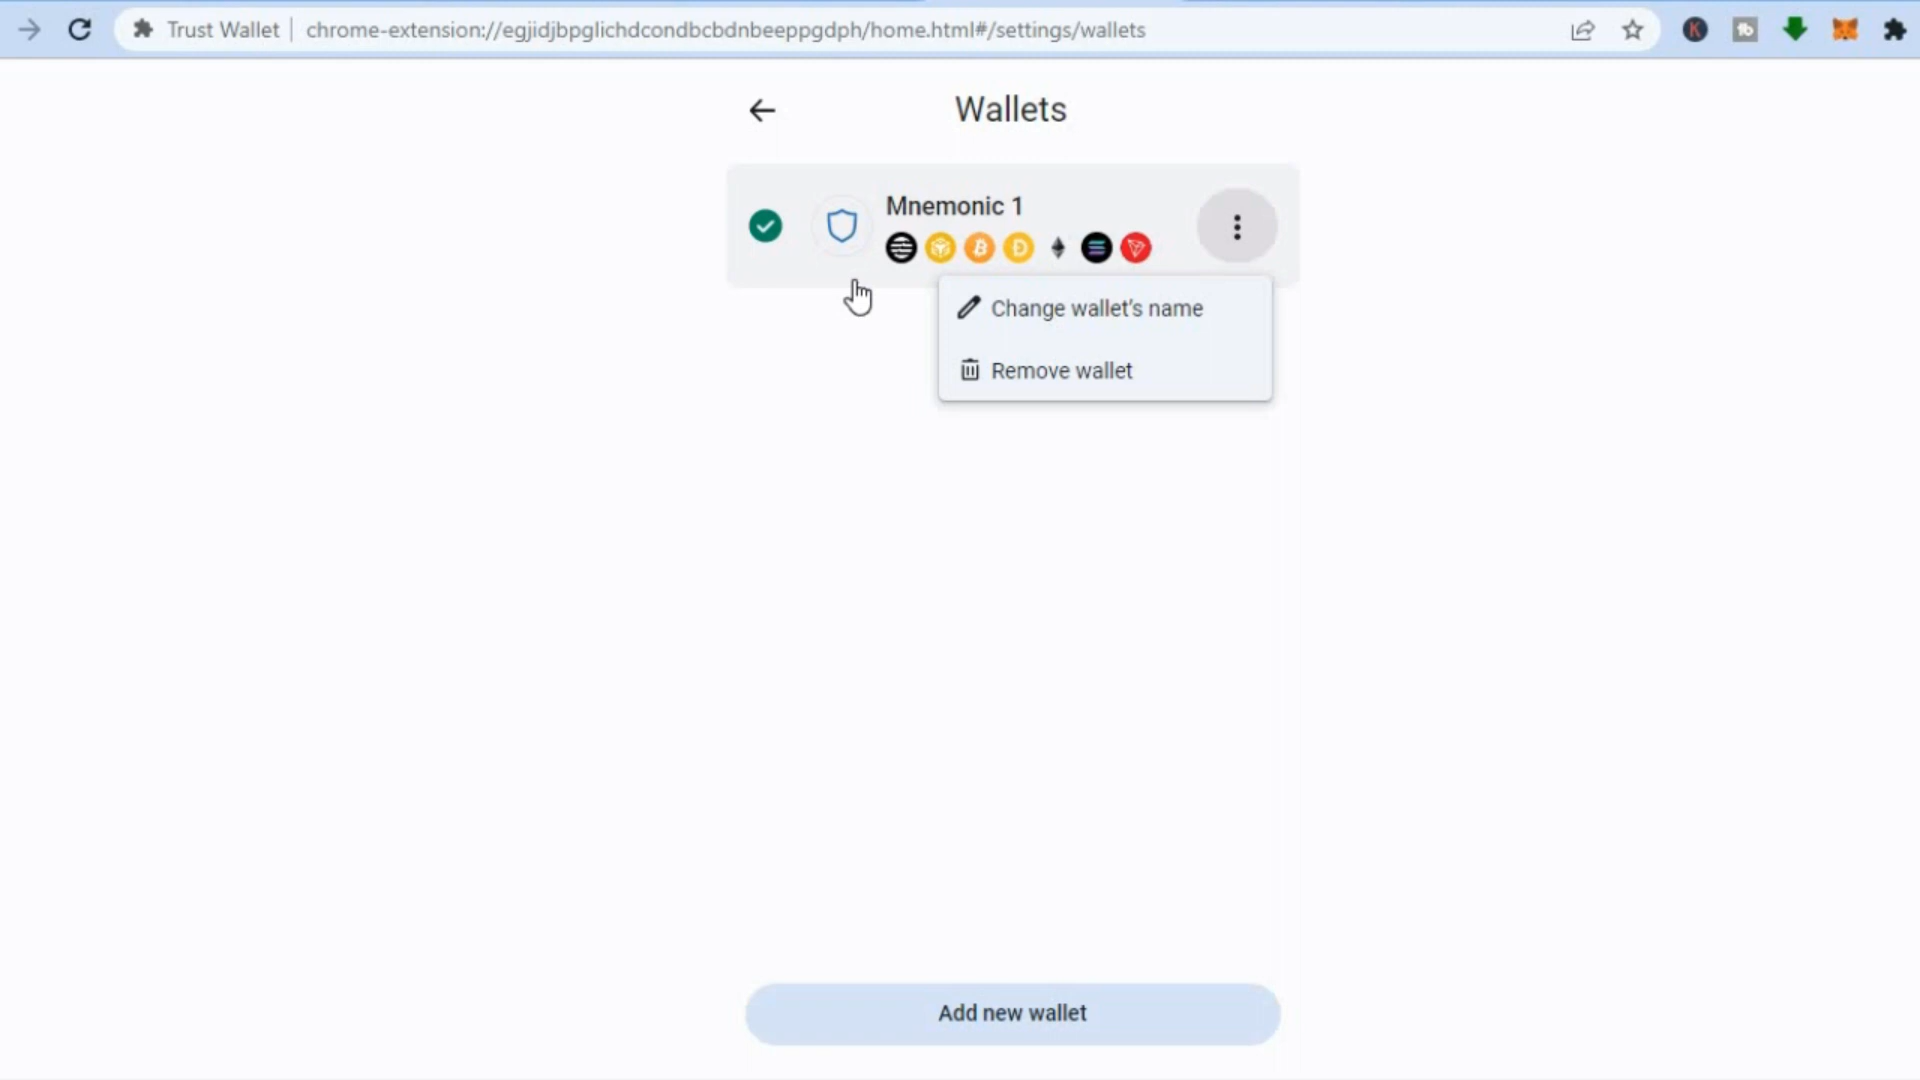 Trust Wallet
chrome-extension://egjidjbpglichdcondbcbdnbeeppgdph/home.html#/settings/wallets
K
Wallets
Mnemonic 1
Change wallet's name
Remove wallet
Add new wallet